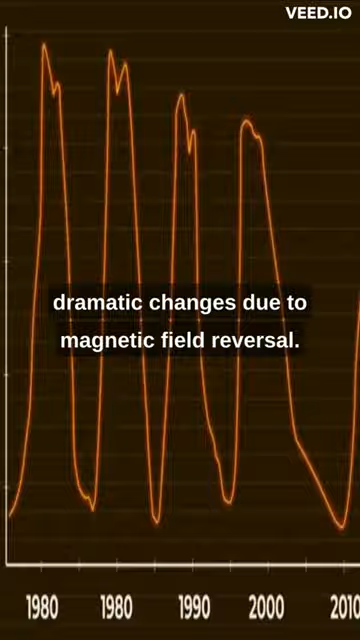 VEED.IO
dramatic changes due to
magnetic field reversal.
1980 1980 1990 2000 2010